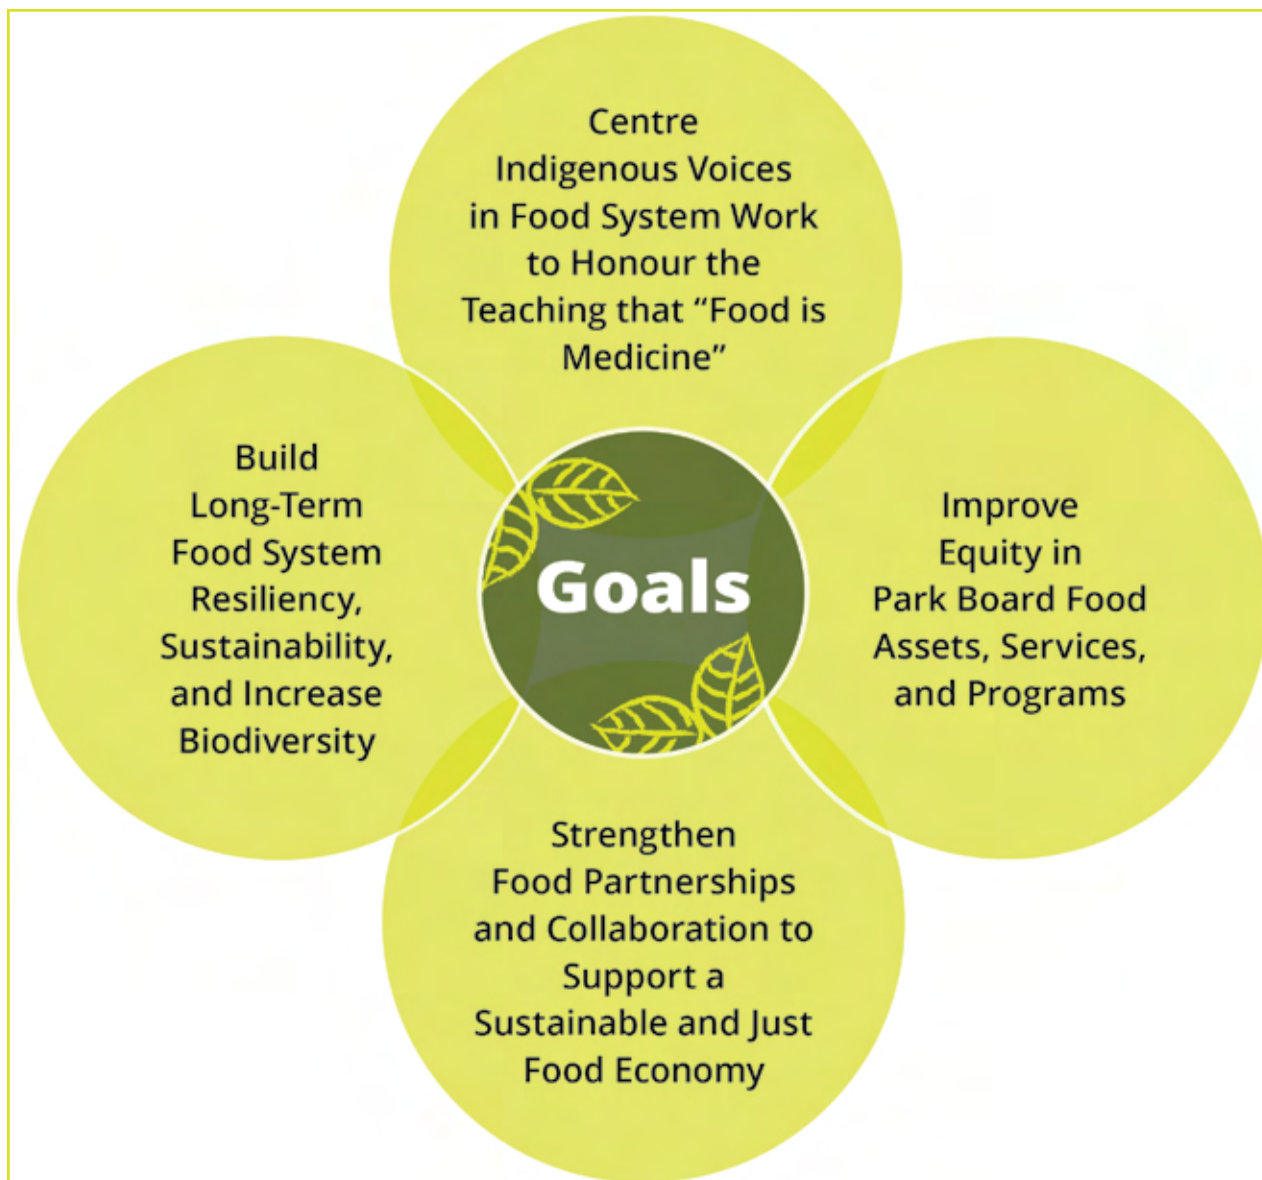 Centre
Indigenous Voices
in Food System Work
to Honour the
Teaching that “Food is
Medicine”
Build
Long-Term
Food System
Resiliency,
Sustainability,
and Increase
Biodiversity
Goals
Improve
Equity in
Park Board Food
Assets, Services,
and Programs
Strengthen
Food Partnerships
and Collaboration to
Support a
Sustainable and Just
Food Economy